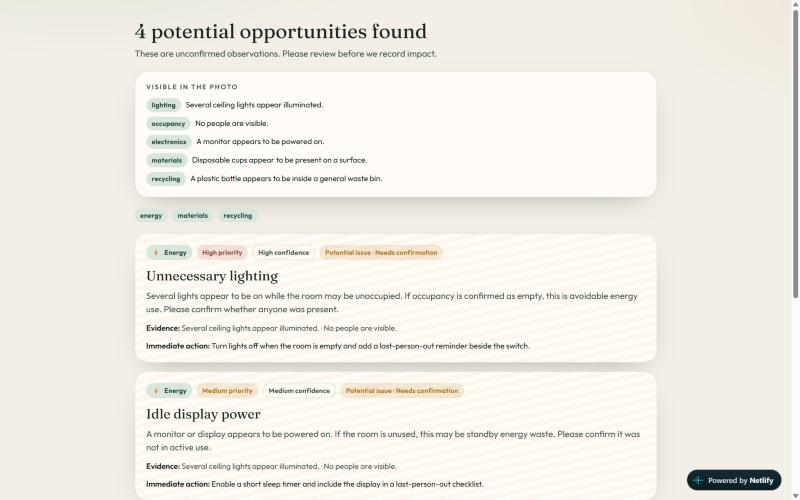 4 potential opportunities found
These are unconfirmed observations. Please review before we record impact.
VISIBLE IN THE PHOTO
lighting Several ceiling lights appear illuminated.
occupancy No people are visible.
electronics A monitor appears to be powered on.
materials Disposable cups appear to be present on a surface.
recycling A plastic bottle appears to be inside a general waste bin.
energy materials recycling
Energy High priority High confidence Potential issue · Needs confirmation
Unnecessary lighting
Several lights appear to be on while the room may be unoccupied. If occupancy is confirmed as empty, this is avoidable energy
use. Please confirm whether anyone was present.
Evidence: Several ceiling lights appear illuminated. · No people are visible.
Immediate action: Turn lights off when the room is empty and add a last-person-out reminder beside the switch.
Energy Medium priority Medium confidence Potential issue · Needs confirmation
Idle display power
A monitor or display appears to be powered on. If the room is unused, this may be standby energy waste. Please confirm it was
not in active use.
Evidence: Several ceiling lights appear illuminated. · No people are visible.
Immediate action: Enable a short sleep timer and include the display in a last-person-out checklist.
Powered by Netlify